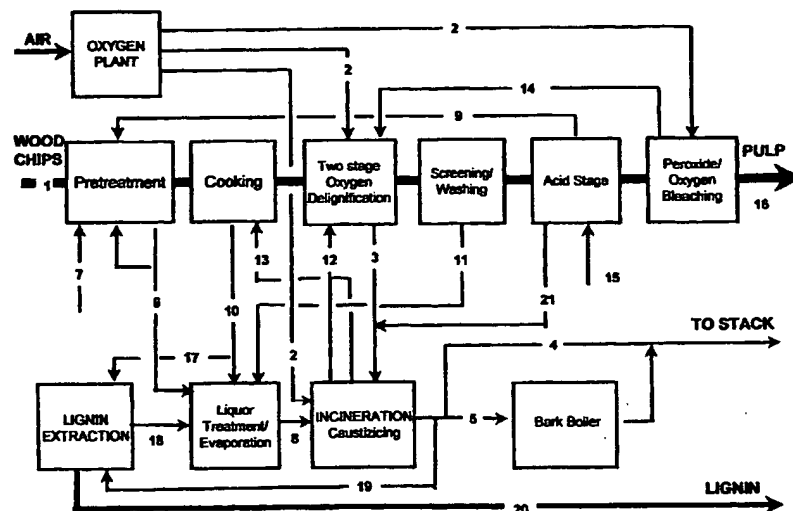 AIR
OXYGEN
PLANT
2
2
14
9
WOOD
CHIPS
1
Pretreatment
Cooking
Two stage
Oxygen
Delignification
Screening/
Washing
Acid Stage
Peroxide/
Oxygen
Bleaching
PULP
16
7
6
10
13
12
3
11
21
15
17
2
4
TO STACK
LIGNIN
EXTRACTION
18
Liquor
Treatment/
Evaporation
8
INCINERATION
Caustizicing
5
Bark Boiler
19
20
LIGNIN